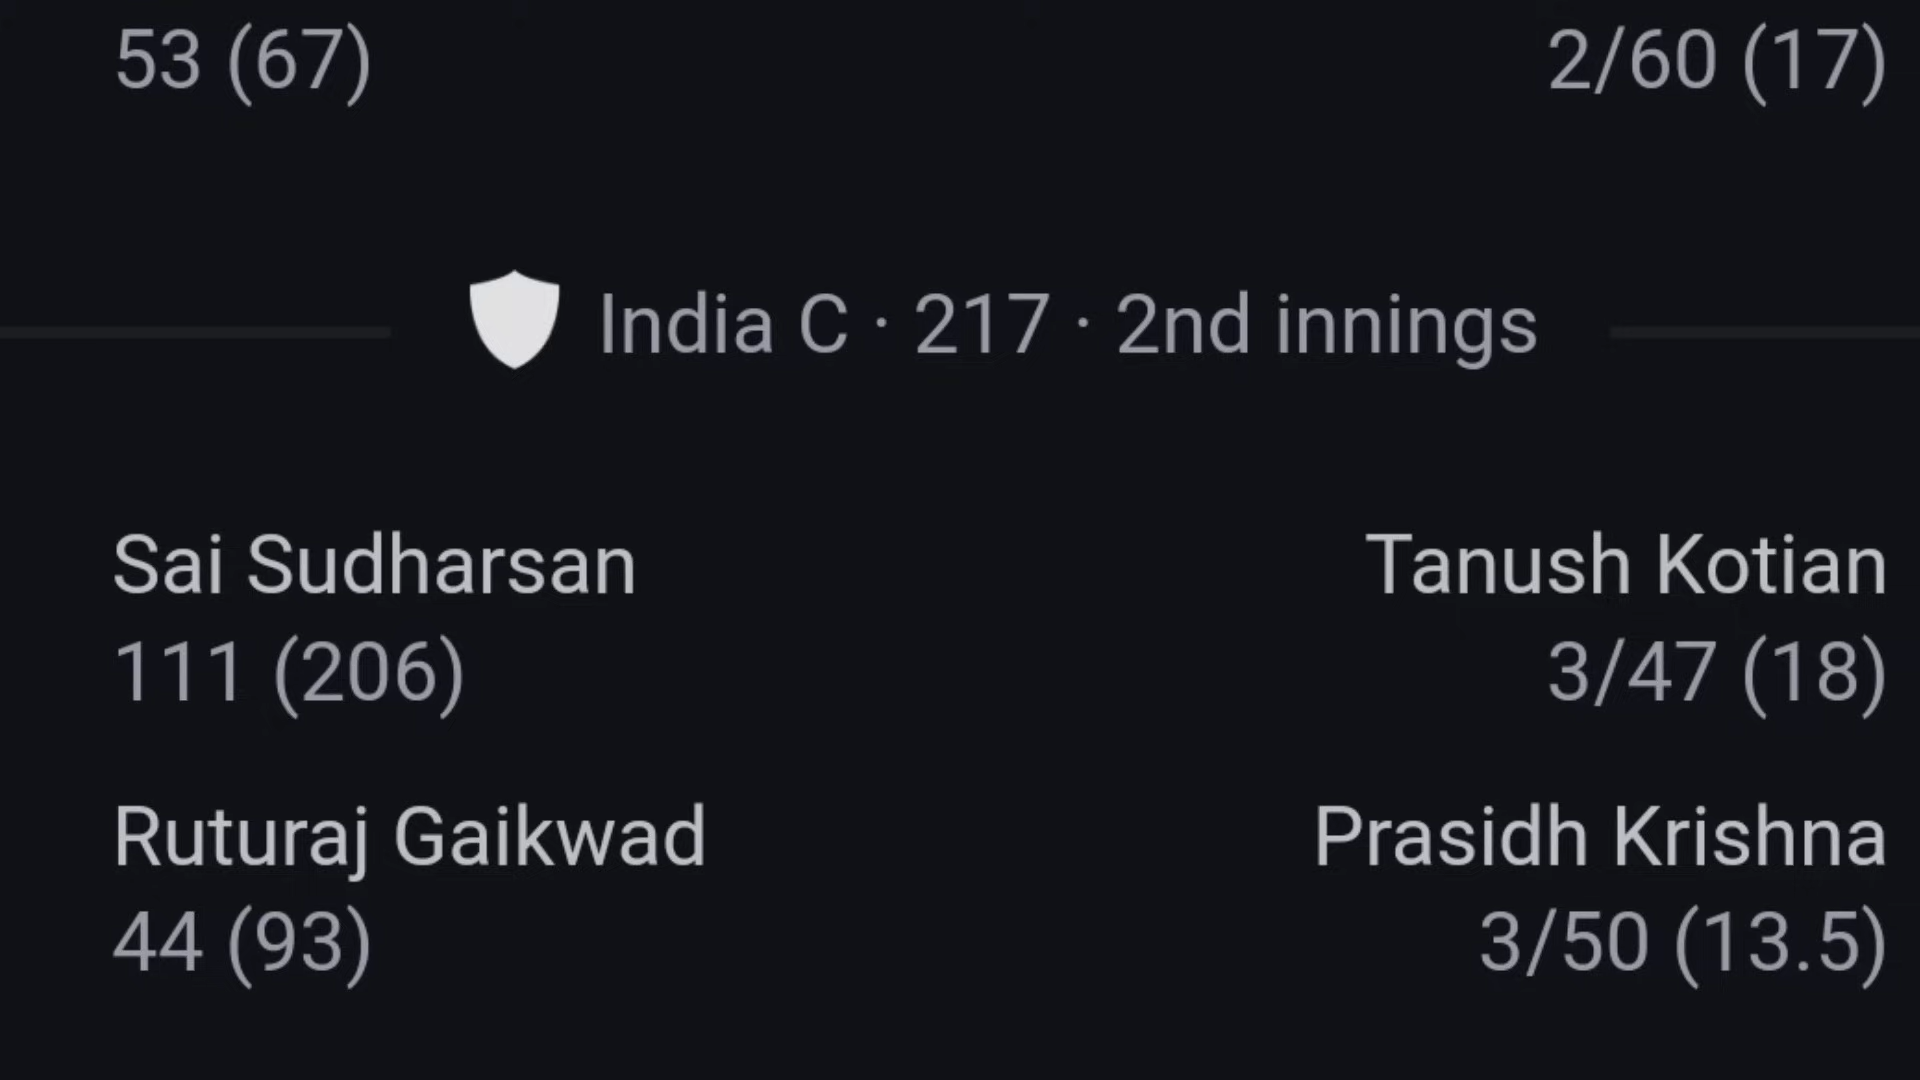 53 (67) 2/60 (17)
India C · 217 · 2nd innings
Sai Sudharsan Tanush Kotian
111 (206) 3/47 (18)
Ruturaj Gaikwad Prasidh Krishna
44 (93) 3/50 (13.5)